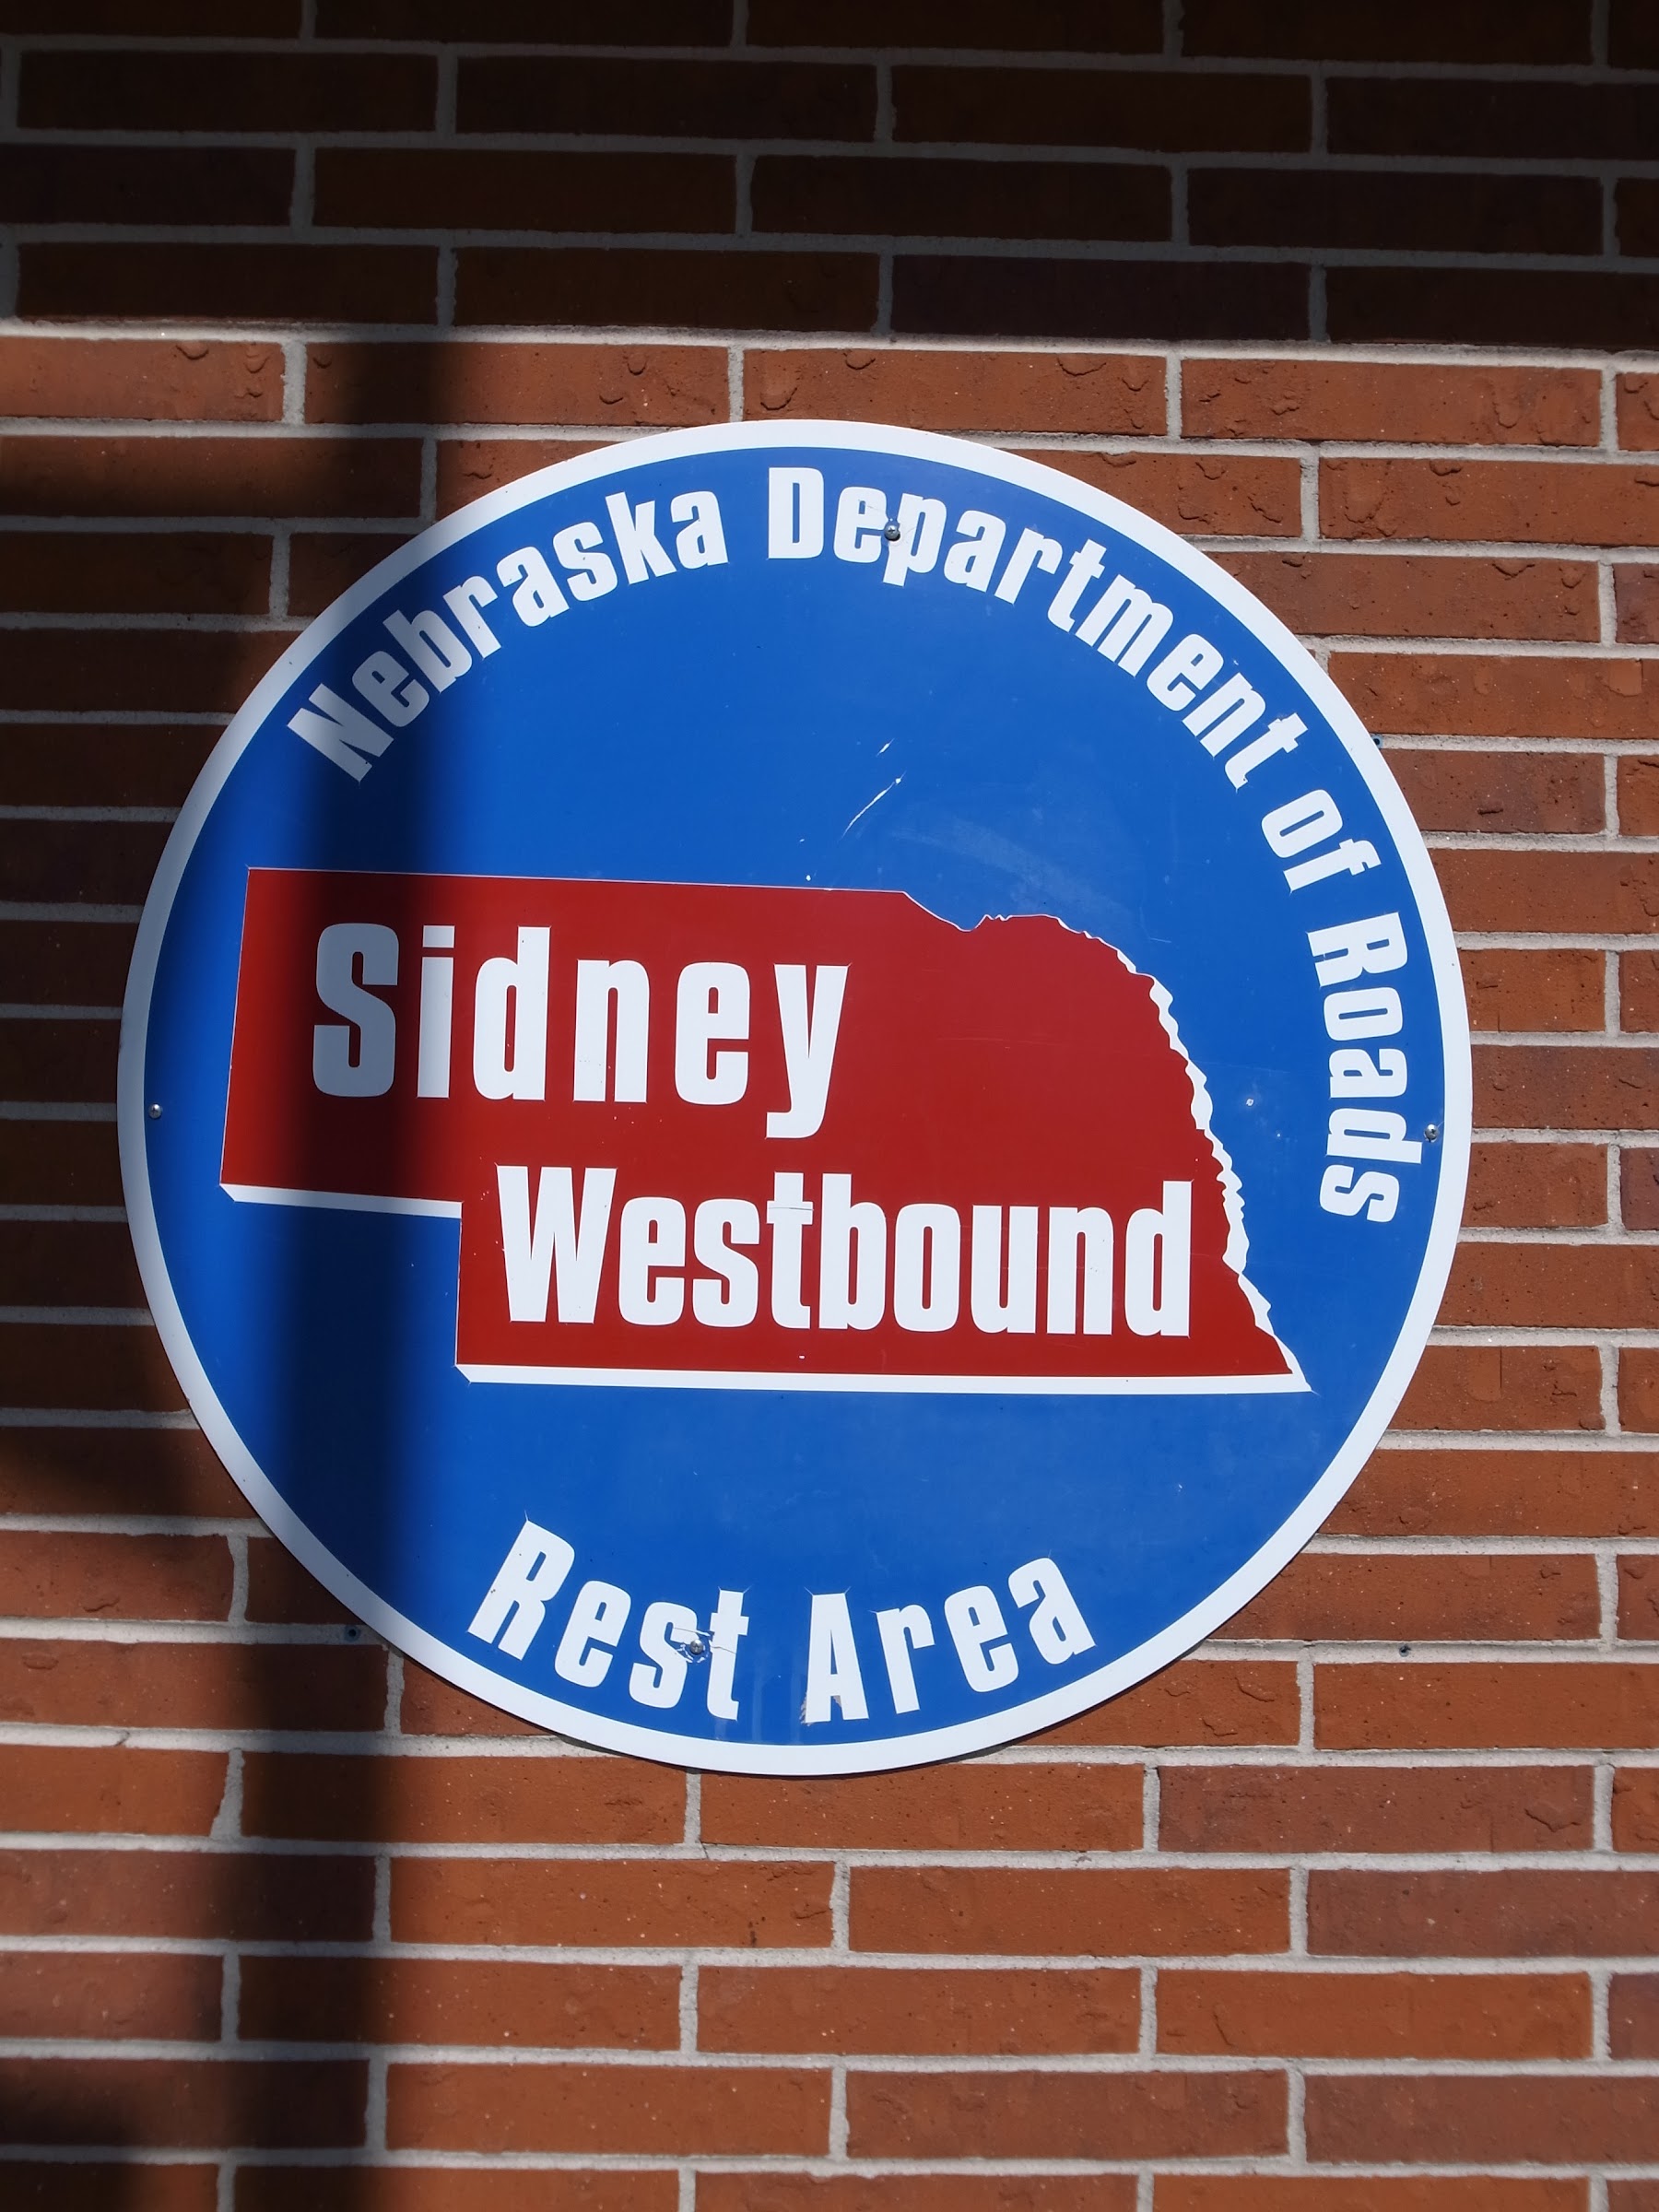 Nebraska Department of Roads
Sidney
Westbound
Rest Area